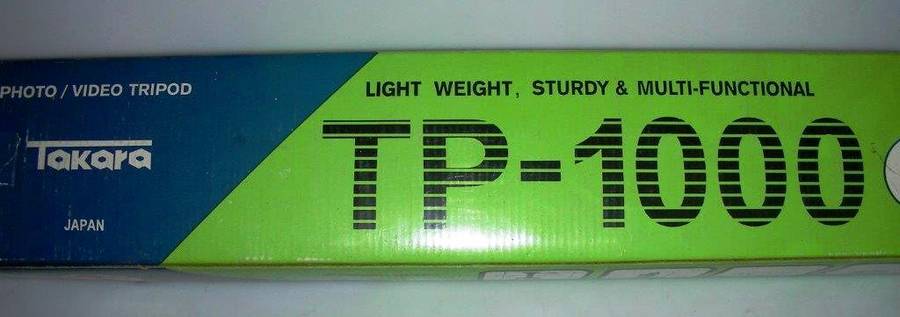 PHOTO / VIDEO TRIPOD
Takara
JAPAN
LIGHT WEIGHT, STURDY & MULTI-FUNCTIONAL
TP-1000